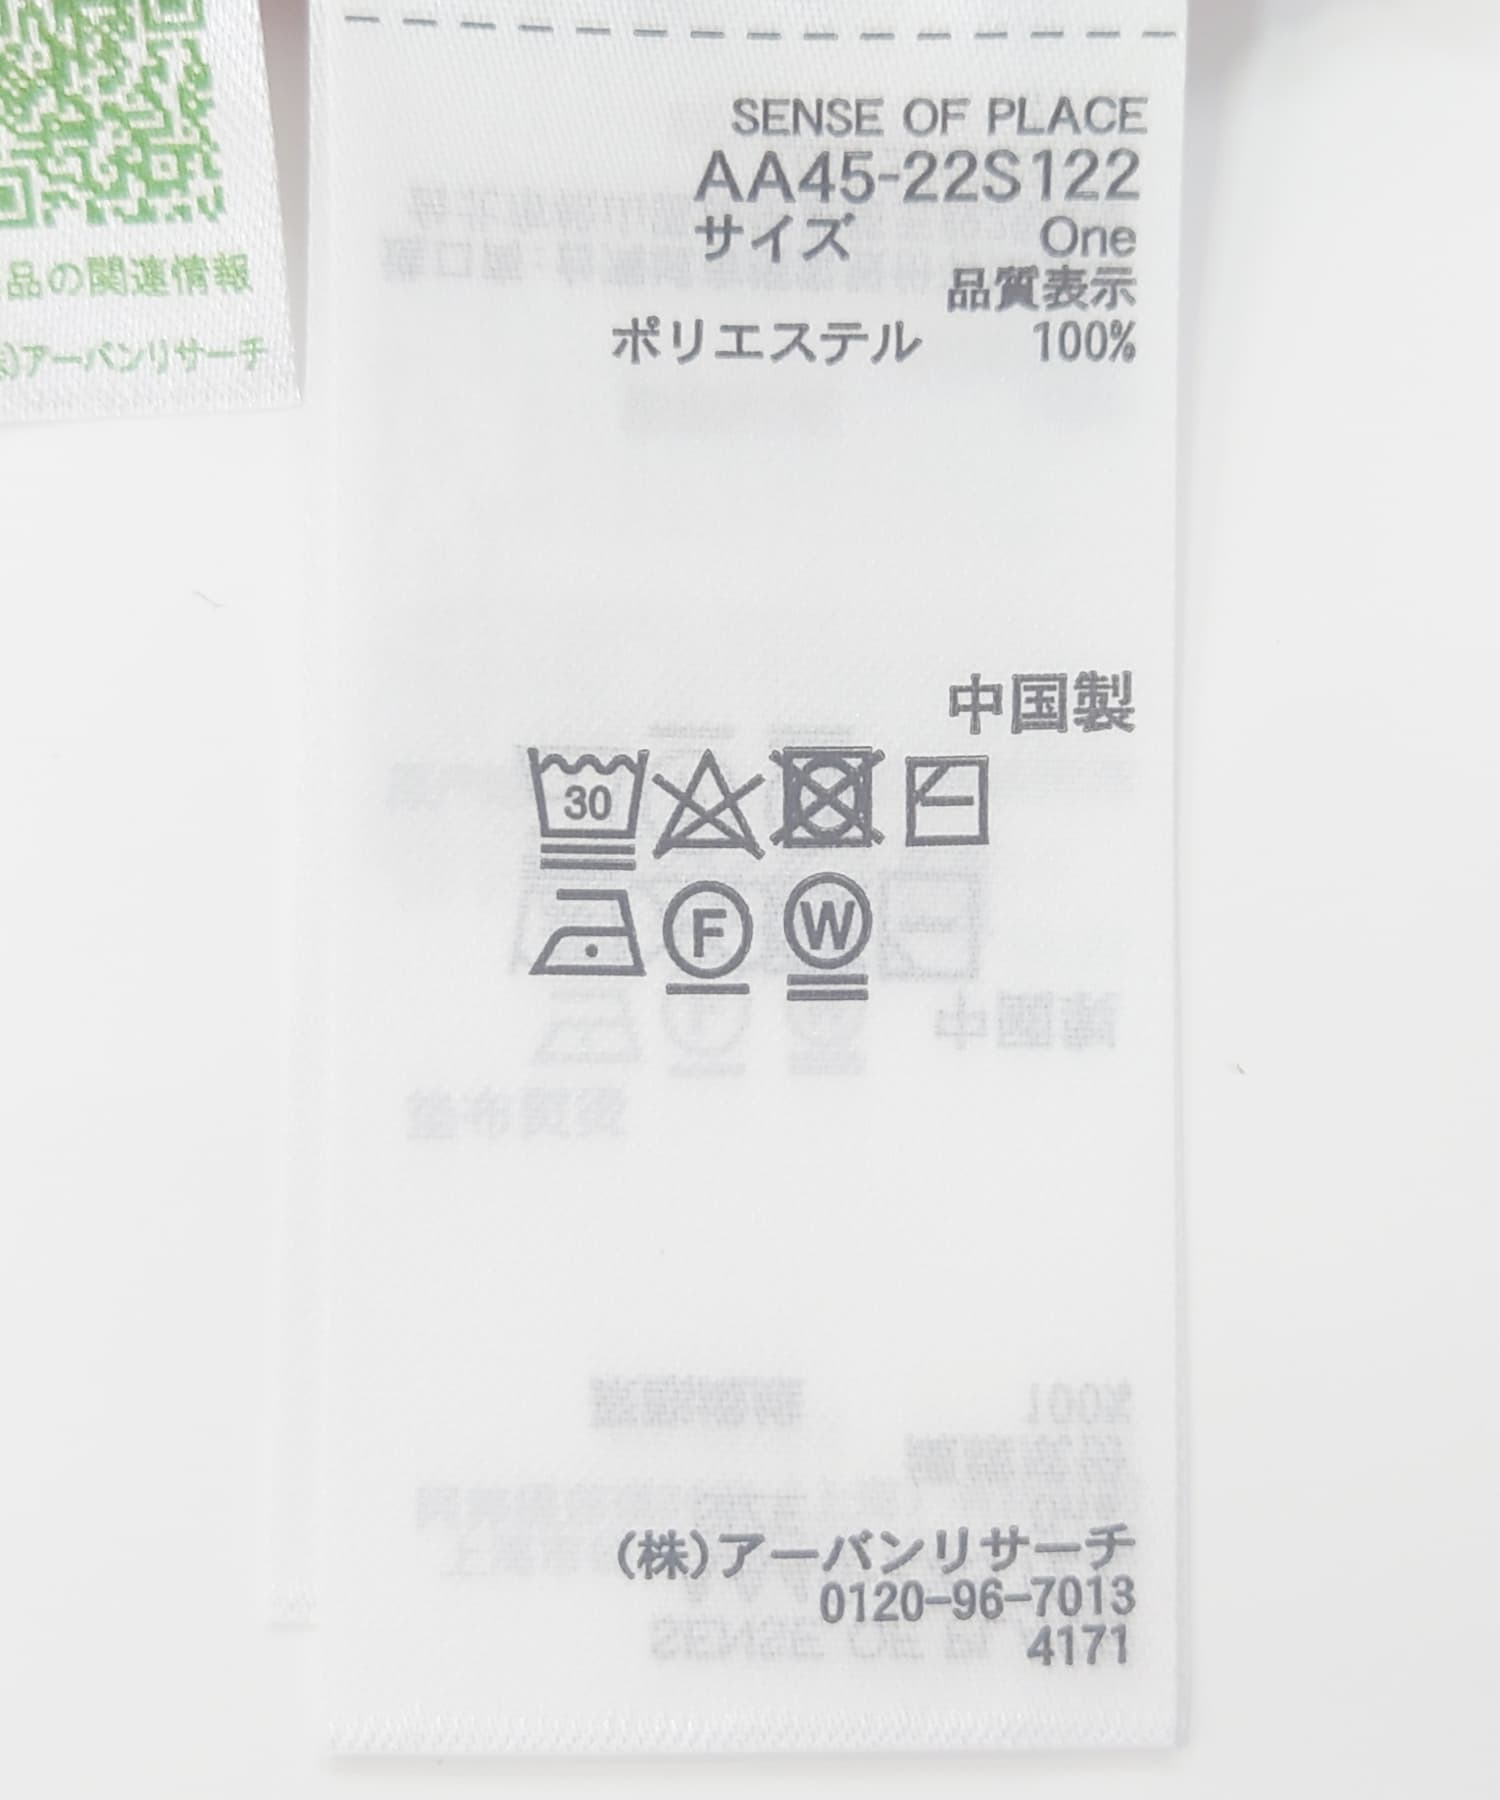 SENSE OF PLACE
AA45-22S122
サイズ One
品質表示
ポリエステル 100%
中国製
30
F
W
(株)アーバンリサーチ
0120-96-7013
4171
品の関連情報
株)アーバンリサーチ